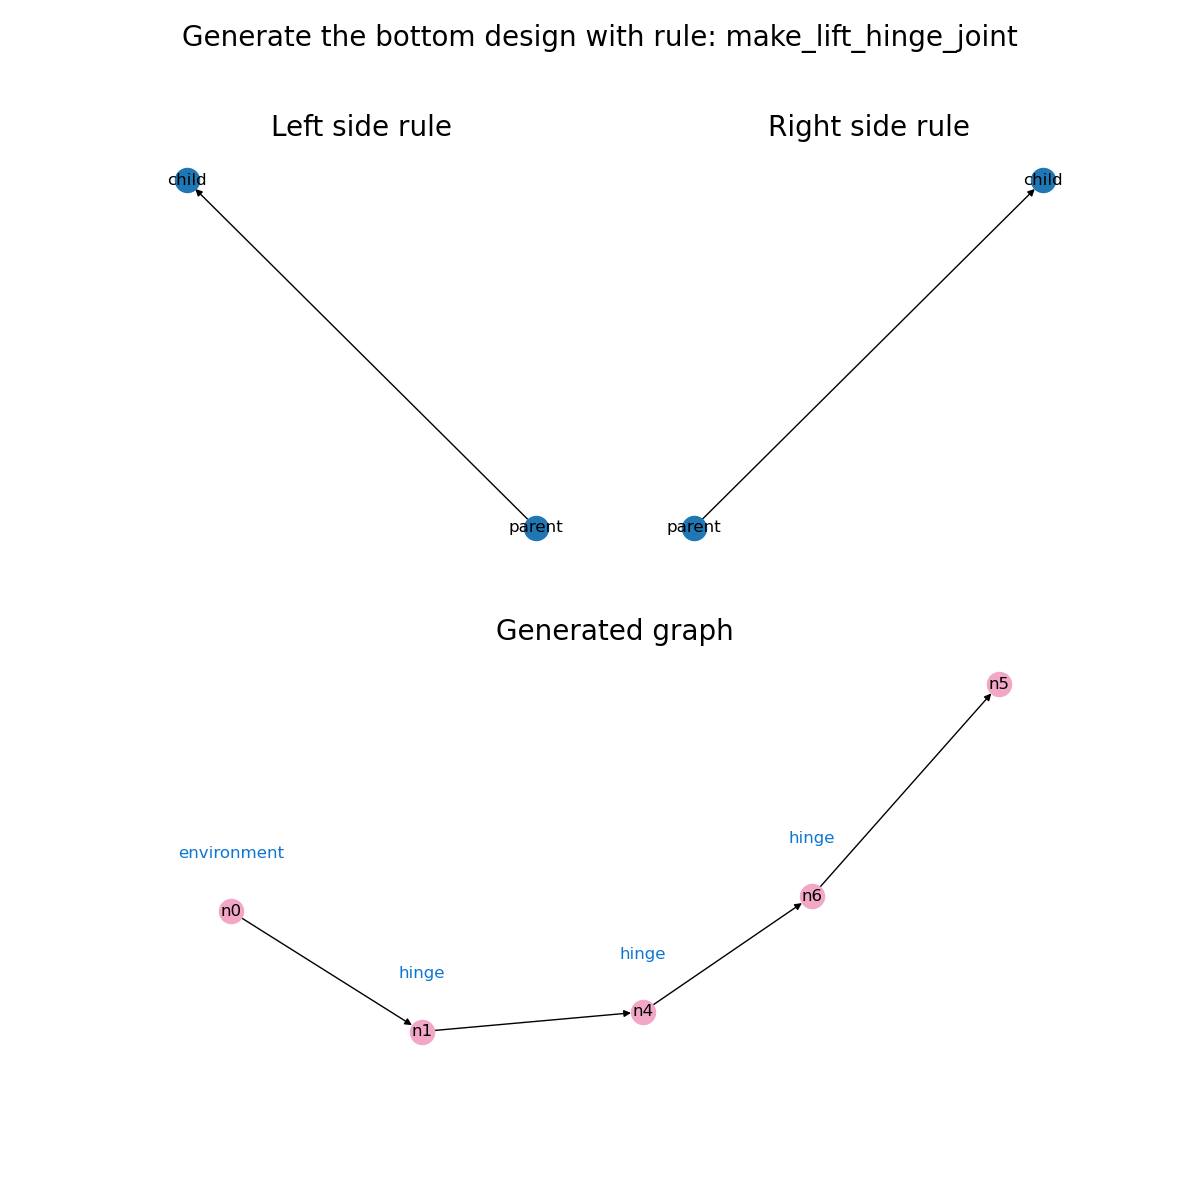 Generate the bottom design with rule: make_lift_hinge_joint
Left side rule
Right side rule
child
child
parent
parent
Generated graph
n5
hinge
environment
n6
n0
hinge
hinge
n4
n1